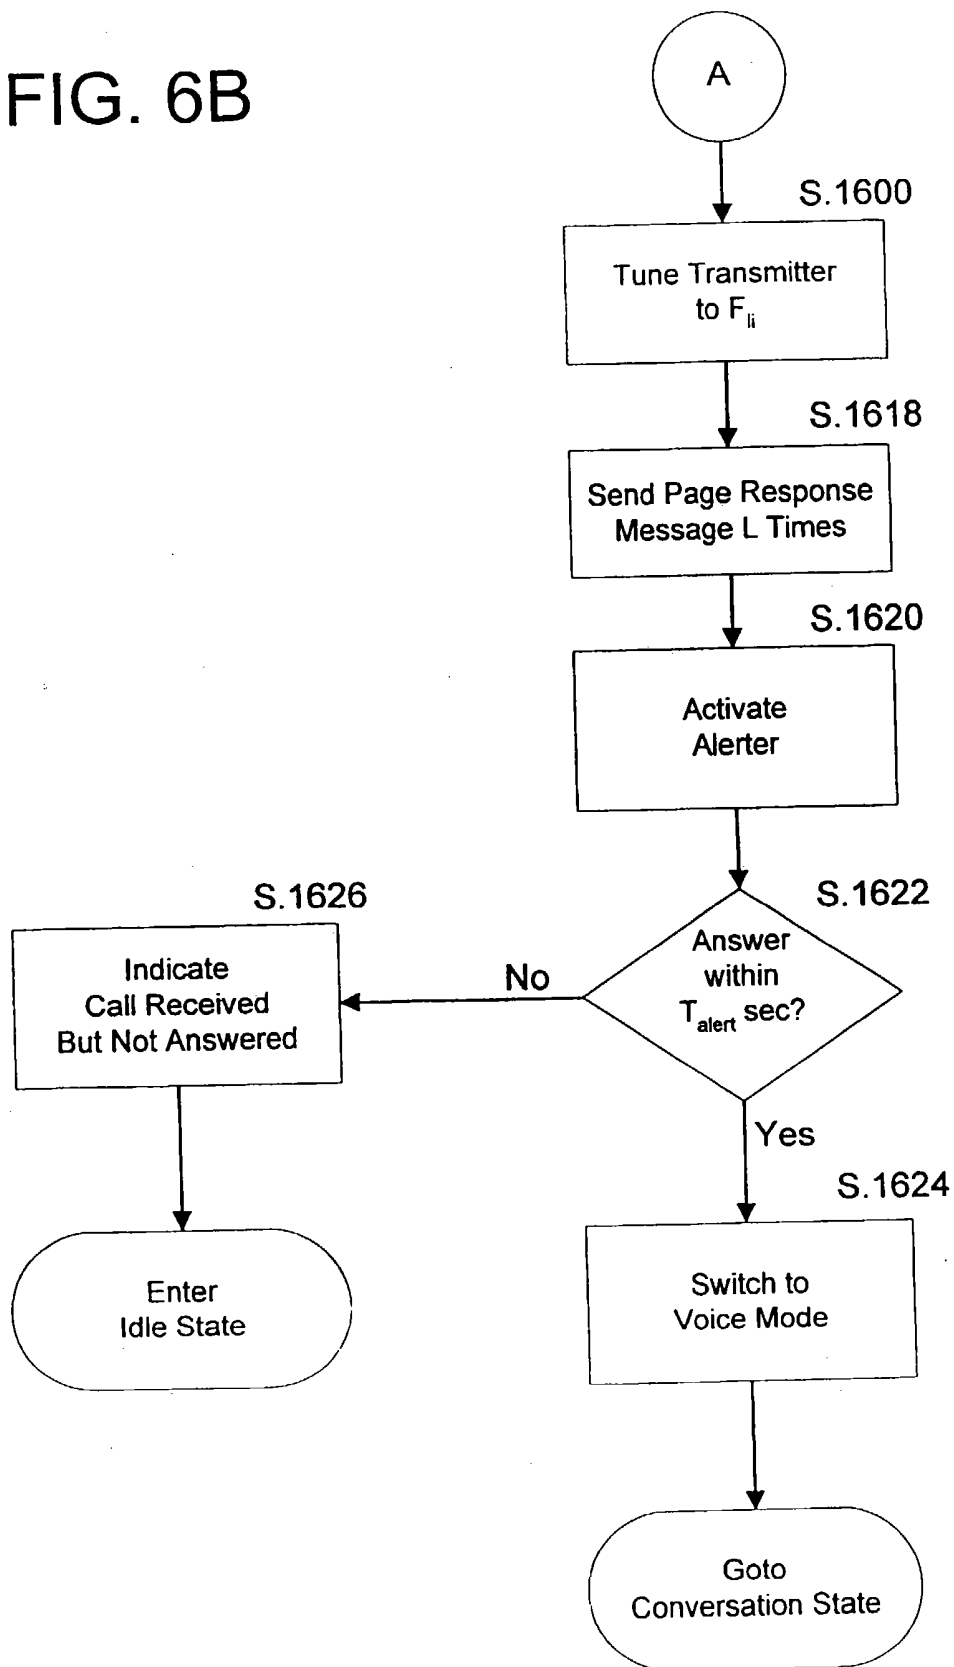 FIG. 6B
A
S.1600
Tune Transmitter
to F_li
S.1618
Send Page Response
Message L Times
S.1620
Activate
Alerter
S.1622
Answer
within
T_alert sec?
No
S.1626
Indicate
Call Received
But Not Answered
Yes
S.1624
Enter
Idle State
Switch to
Voice Mode
Goto
Conversation State